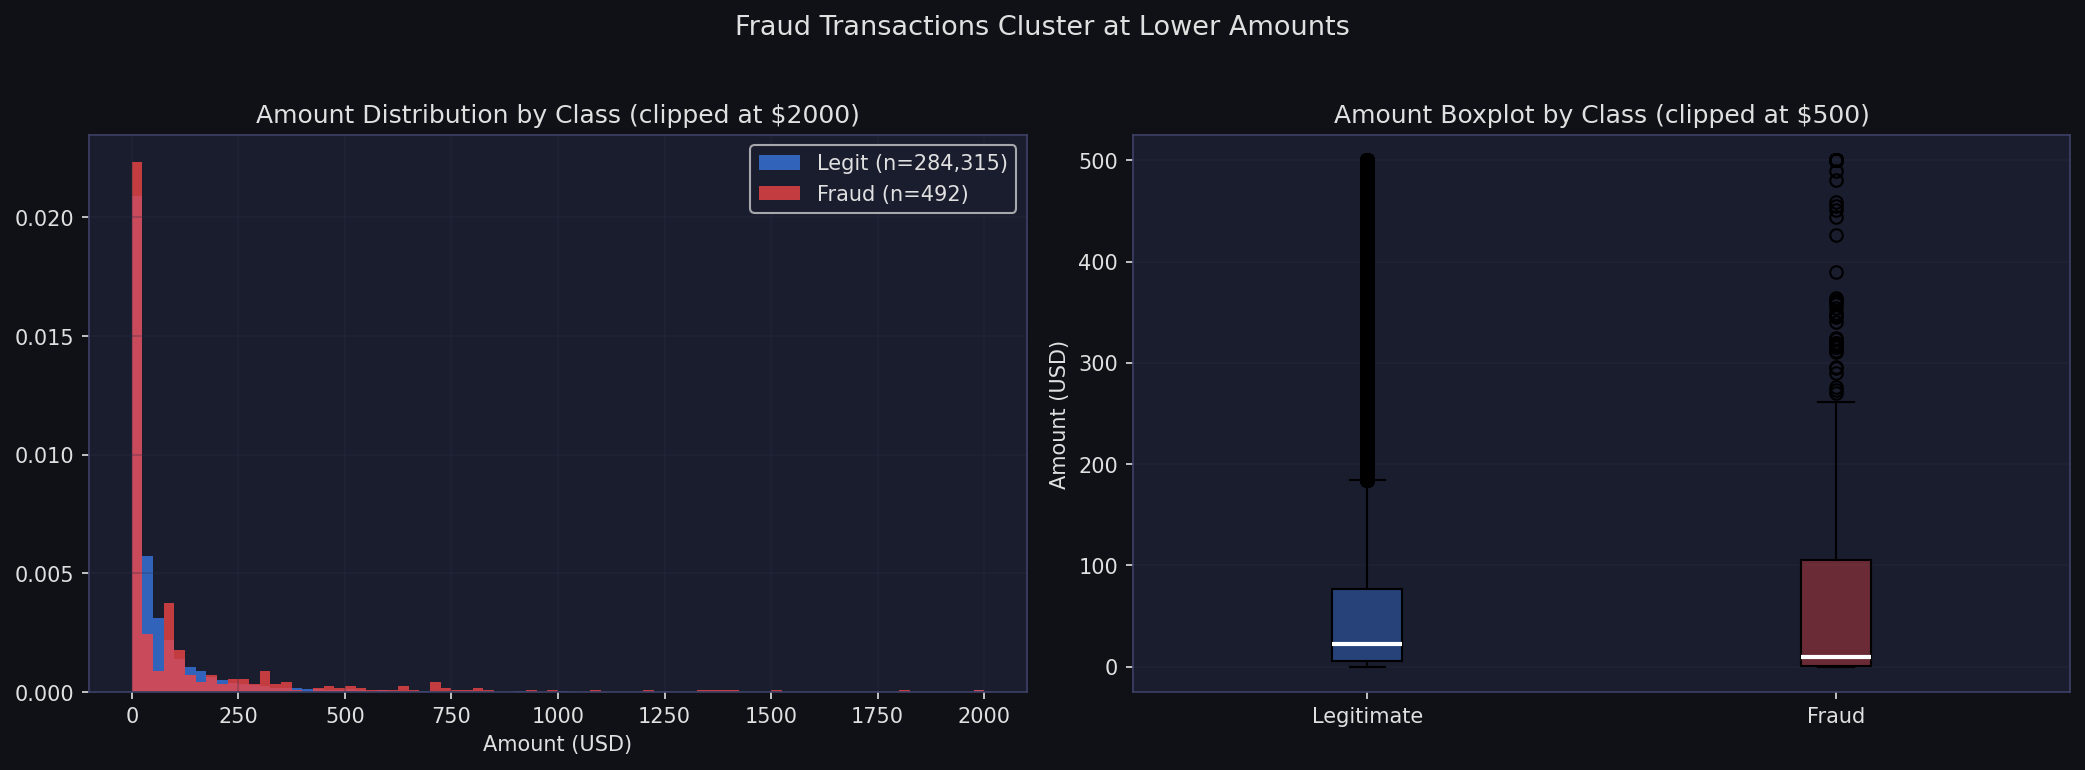 Fraud Transactions Cluster at Lower Amounts
Amount Distribution by Class (clipped at $2000)
Legit (n=284,315)
Fraud (n=492)
0.020
0.015
0.010
0.005
0.000
0 250 500 750 1000 1250 1500 1750 2000
Amount (USD)
Amount Boxplot by Class (clipped at $500)
Amount (USD)
500
400
300
200
100
0
Legitimate Fraud